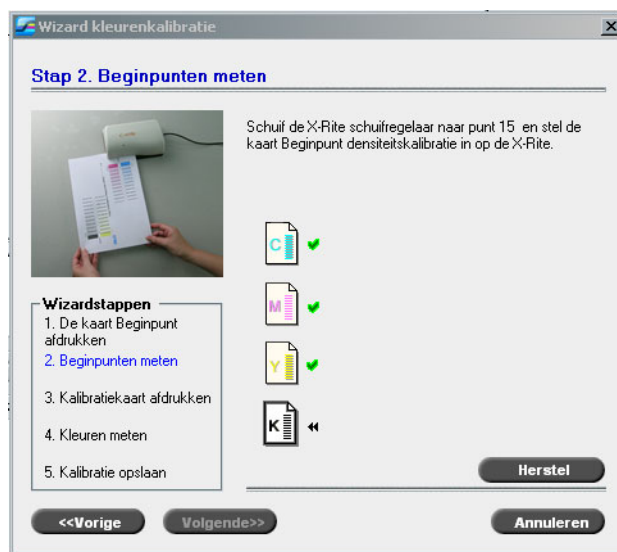 Wizard kleurenkalibratie
Stap 2. Beginpunten meten
Schuif de X-Rite schuifregelaar naar punt 15 en stel de
kaart Beginpunt densiteitskalibratie in op de X-Rite.
C
M
Y
K
Wizardstappen
1. De kaart Beginpunt
afdrukken
2. Beginpunten meten
3. Kalibratiekaart afdrukken
4. Kleuren meten
5. Kalibratie opslaan
Herstel
<<Vorige
Volgende>>
Annuleren